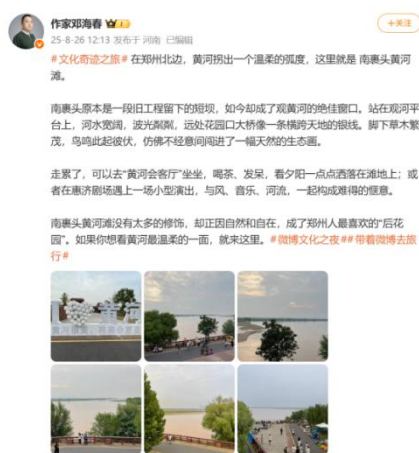 作家邓海春
+关注
25-8-26 12:13 发布于 河南 已编辑
#文化奇迹之旅# 在郑州北边，黄河拐出一个温柔的弧度，这里就是 南裹头黄河
滩。
南裹头原本是一段旧工程留下的短坝，如今却成了观黄河的绝佳窗口。站在观河平
台上，河水宽阔，波光粼粼，远处花园口大桥像一条横跨天地的银线。脚下草木繁
茂，鸟鸣此起彼伏，仿佛不经意间闯进了一幅天然的生态画。
走累了，可以去“黄河会客厅”坐坐，喝茶、发呆，看夕阳一点点洒落在滩地上；或
者在惠济剧场遇上一场小型演出，与风、音乐、河流，一起构成难得的惬意。
南裹头黄河滩没有太多的修饰，却正因自然和自在，成了郑州人最喜欢的“后花
园”。如果你想看黄河最温柔的一面，就来这里。#微博文化之夜##带着微博去旅
行#